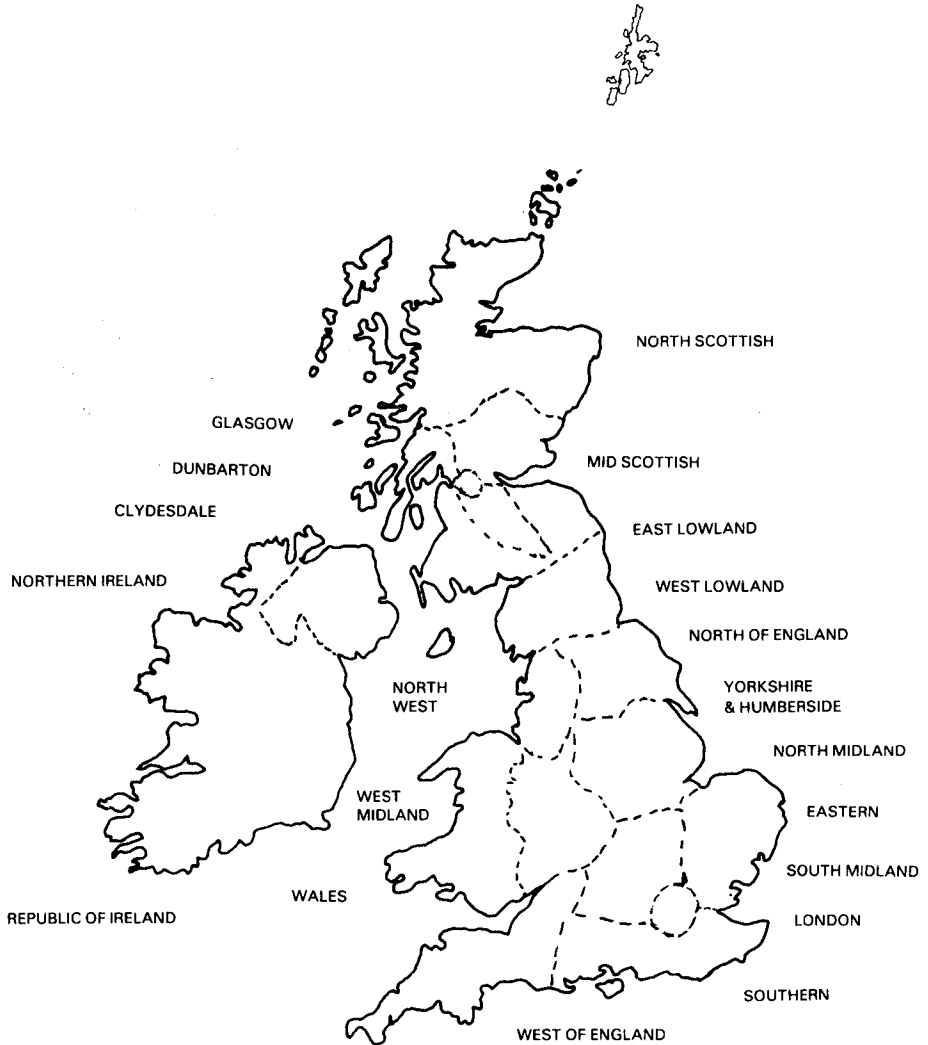 NORTH SCOTTISH
GLASGOW
MID SCOTTISH
DUNBARTON
CLYDESDALE
EAST LOWLAND
NORTHERN IRELAND
WEST LOWLAND
NORTH OF ENGLAND
NORTH
WEST
YORKSHIRE
& HUMBERSIDE
NORTH MIDLAND
WEST
MIDLAND
EASTERN
SOUTH MIDLAND
WALES
REPUBLIC OF IRELAND
LONDON
SOUTHERN
WEST OF ENGLAND